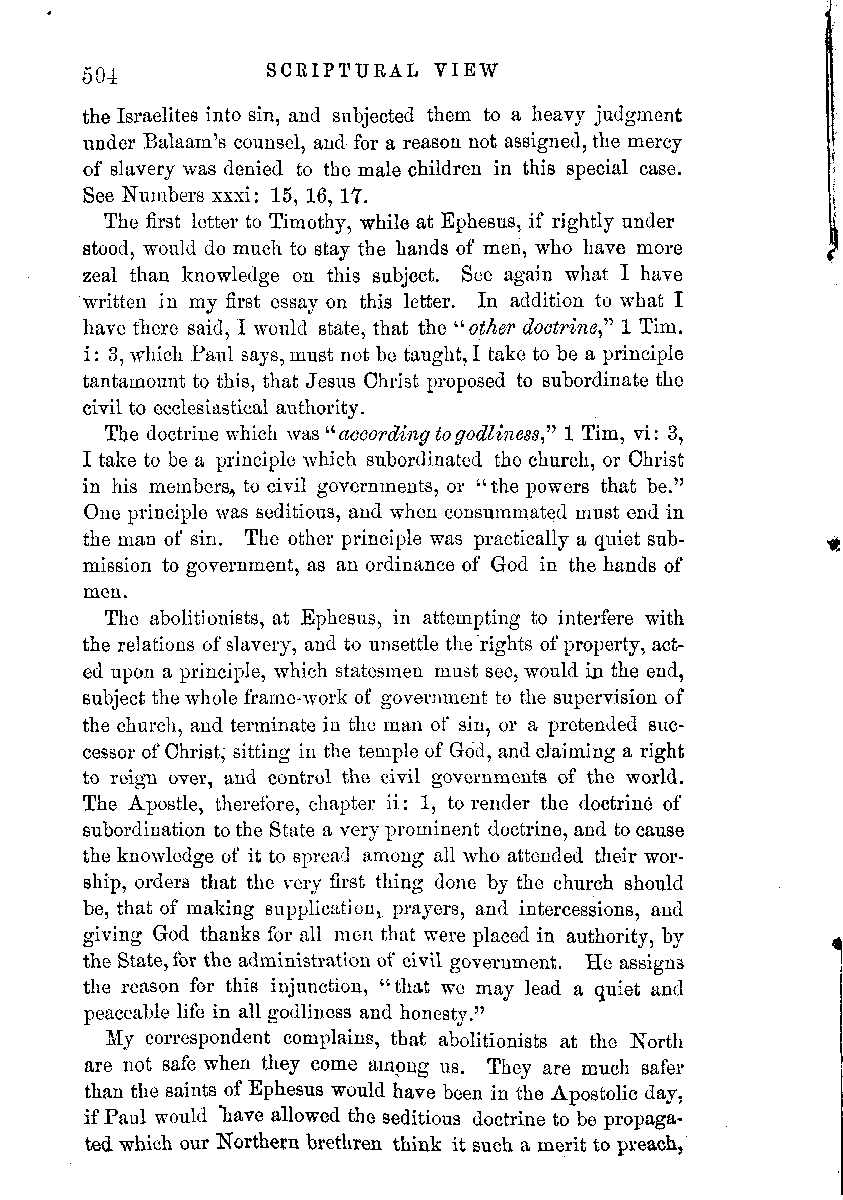 504 SCRIPTURAL VIEW
the Israelites into sin, and subjected them to a heavy judgment
under Balaam's counsel, and for a reason not assigned, the mercy
of slavery was denied to the male children in this special case.
See Numbers xxxi: 15, 16, 17.
The first letter to Timothy, while at Ephesus, if rightly under
stood, would do much to stay the hands of men, who have more
zeal than knowledge on this subject. See again what I have
written in my first essay on this letter. In addition to what I
have there said, I would state, that the "other doctrine," 1 Tim.
i: 3, which Paul says, must not be taught, I take to be a principle
tantamount to this, that Jesus Christ proposed to subordinate the
civil to ecclesiastical authority.
The doctrine which was "according to godliness," 1 Tim, vi: 3,
I take to be a principle which subordinated the church, or Christ
in his members, to civil governments, or "the powers that be."
One principle was seditious, and when consummated must end in
the man of sin. The other principle was practically a quiet sub-
mission to government, as an ordinance of God in the hands of
men.
The abolitionists, at Ephesus, in attempting to interfere with
the relations of slavery, and to unsettle the rights of property, act-
ed upon a principle, which statesmen must see, would in the end,
subject the whole frame-work of government to the supervision of
the church, and terminate in the man of sin, or a pretended suc-
cessor of Christ, sitting in the temple of God, and claiming a right
to reign over, and control the civil governments of the world.
The Apostle, therefore, chapter ii: 1, to render the doctrine of
subordination to the State a very prominent doctrine, and to cause
the knowledge of it to spread among all who attended their wor-
ship, orders that the very first thing done by the church should
be, that of making supplication, prayers, and intercessions, and
giving God thanks for all men that were placed in authority, by
the State, for the administration of civil government. He assigns
the reason for this injunction, "that we may lead a quiet and
peaceable life in all godliness and honesty."
My correspondent complains, that abolitionists at the North
are not safe when they come among us. They are much safer
than the saints of Ephesus would have been in the Apostolic day,
if Paul would have allowed the seditious doctrine to be propaga-
ted which our Northern brethren think it such a merit to preach,